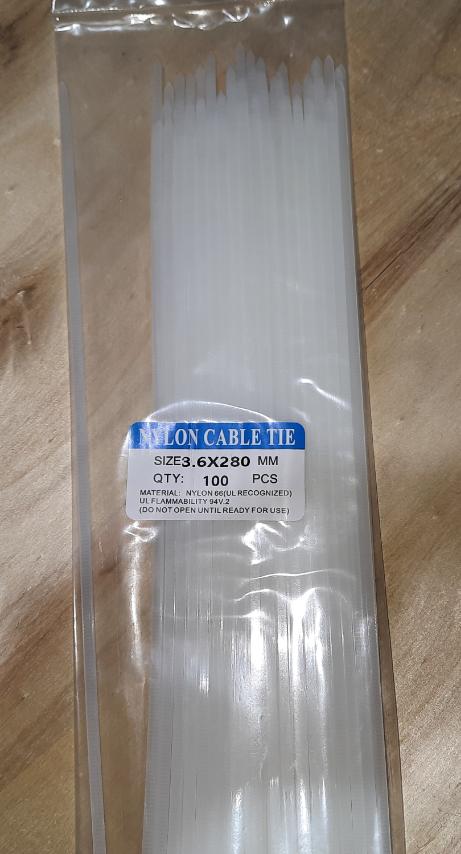 NYLON CABLE TIE
SIZE3.6X280 MM
QTY: 100 PCS
MATERIAL: NYLON 66(UL RECOGNIZED)
UL FLAMMABILITY 94V.2
(DO NOT OPEN UNTIL READY FOR USE)